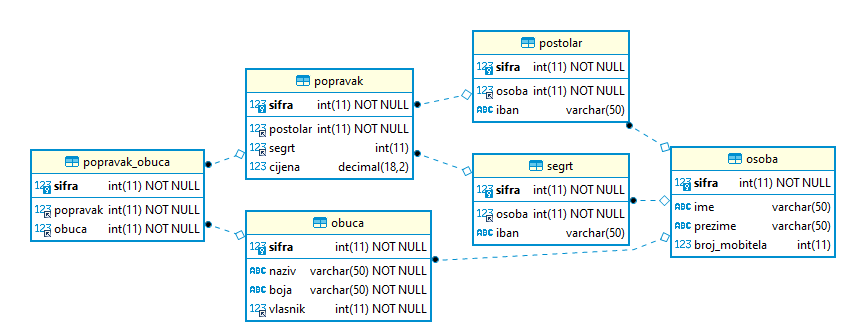 postolar
123 sifra int(11) NOT NULL
123 osoba int(11) NOT NULL
ABC iban varchar(50)
popravak
123 sifra int(11) NOT NULL
123 postolar int(11) NOT NULL
123 segrt int(11)
123 cijena decimal(18,2)
popravak_obuca
123 sifra int(11) NOT NULL
123 popravak int(11) NOT NULL
123 obuca int(11) NOT NULL
segrt
123 sifra int(11) NOT NULL
123 osoba int(11) NOT NULL
ABC iban varchar(50)
osoba
123 sifra int(11) NOT NULL
ABC ime varchar(50)
ABC prezime varchar(50)
123 broj_mobitela int(11)
obuca
123 sifra int(11) NOT NULL
ABC naziv varchar(50) NOT NULL
ABC boja varchar(50) NOT NULL
123 vlasnik int(11) NOT NULL